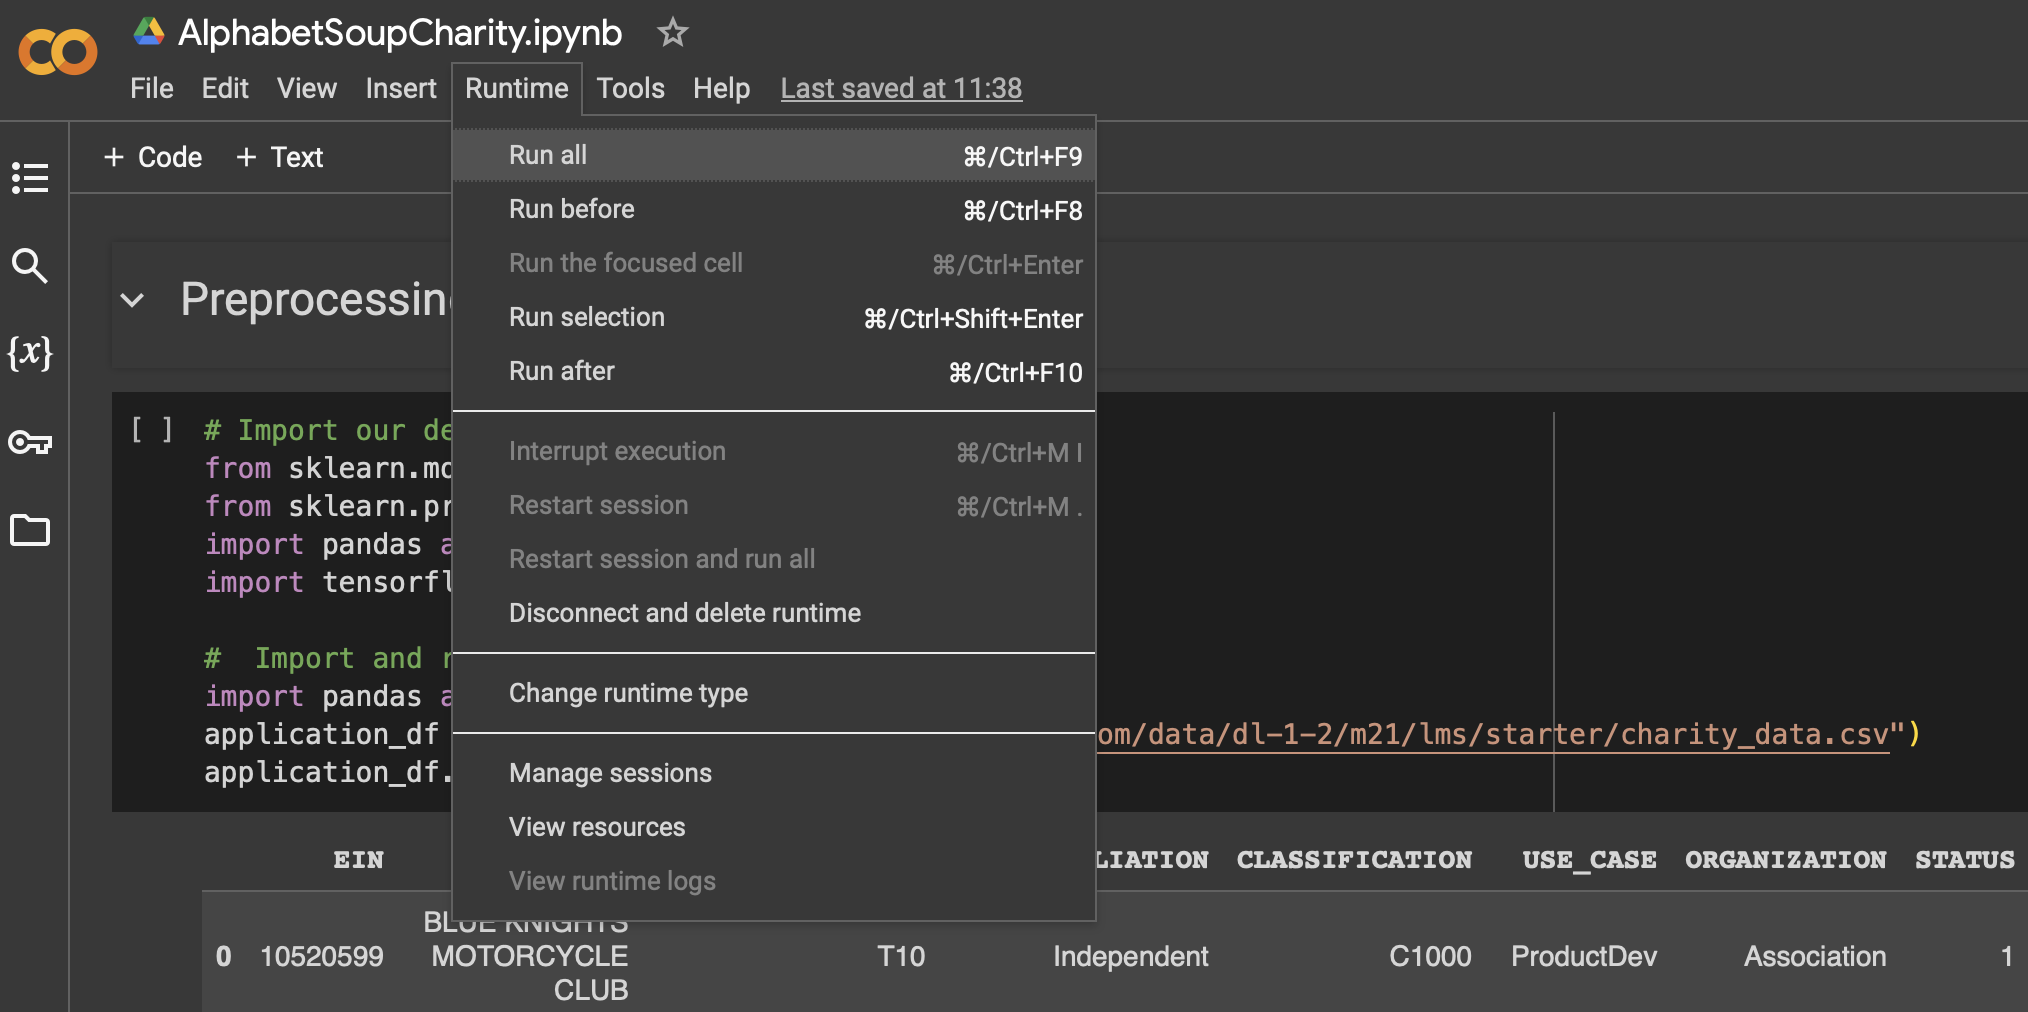 AlphabetSoupCharity.ipynb
File Edit View Insert Runtime Tools Help Last saved at 11:38
+ Code + Text
Run all ⌘/Ctrl+F9
Run before ⌘/Ctrl+F8
Run the focused cell ⌘/Ctrl+Enter
Run selection ⌘/Ctrl+Shift+Enter
Run after ⌘/Ctrl+F10
Interrupt execution ⌘/Ctrl+M I
Restart session ⌘/Ctrl+M .
Restart session and run all
Disconnect and delete runtime
Change runtime type
Manage sessions
View resources
View runtime logs
{x}
Preprocessing
[ ] # Import our de
from sklearn.mo
from sklearn.pr
import pandas a
import tensorfl
# Import and r
import pandas a
application_df om/data/dl-1-2/m21/lms/starter/charity_data.csv")
application_df.
EIN LIATION CLASSIFICATION USE_CASE ORGANIZATION STATUS
BLUE KNIGHTS
0 10520599 MOTORCYCLE T10 Independent C1000 ProductDev Association 1
CLUB